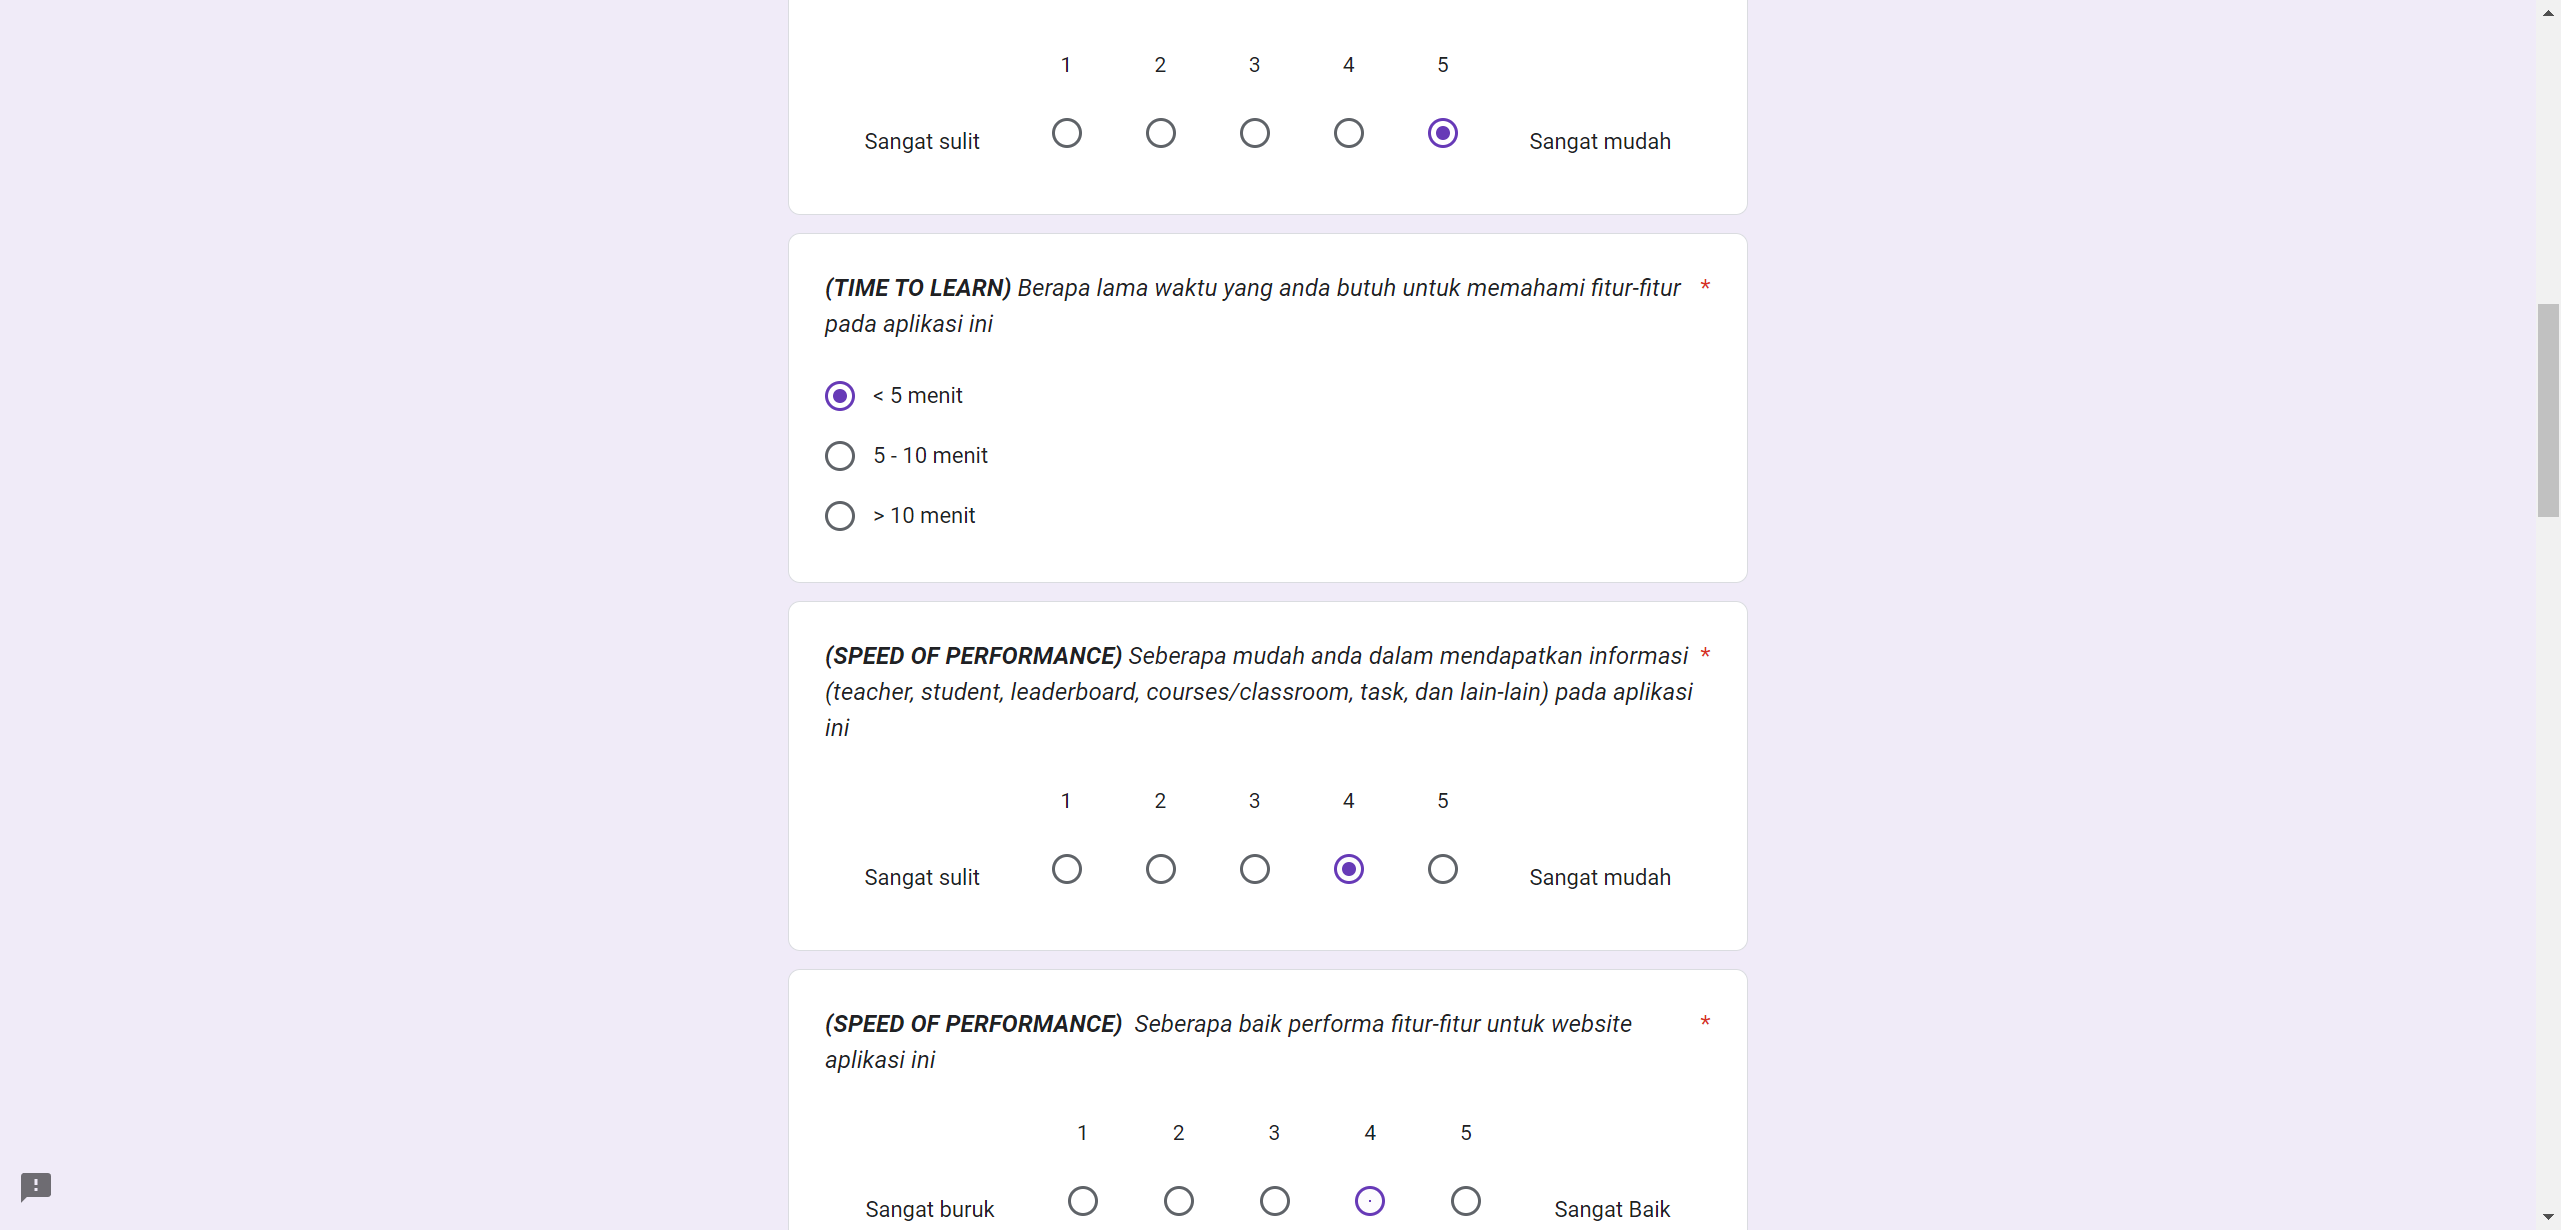 1 2 3 4 5
Sangat sulit Sangat mudah
(TIME TO LEARN) Berapa lama waktu yang anda butuh untuk memahami fitur-fitur *
pada aplikasi ini
< 5 menit
5 - 10 menit
> 10 menit
(SPEED OF PERFORMANCE) Seberapa mudah anda dalam mendapatkan informasi *
(teacher, student, leaderboard, courses/classroom, task, dan lain-lain) pada aplikasi
ini
1 2 3 4 5
Sangat sulit Sangat mudah
(SPEED OF PERFORMANCE)  Seberapa baik performa fitur-fitur untuk website *
aplikasi ini
1 2 3 4 5
Sangat buruk Sangat Baik